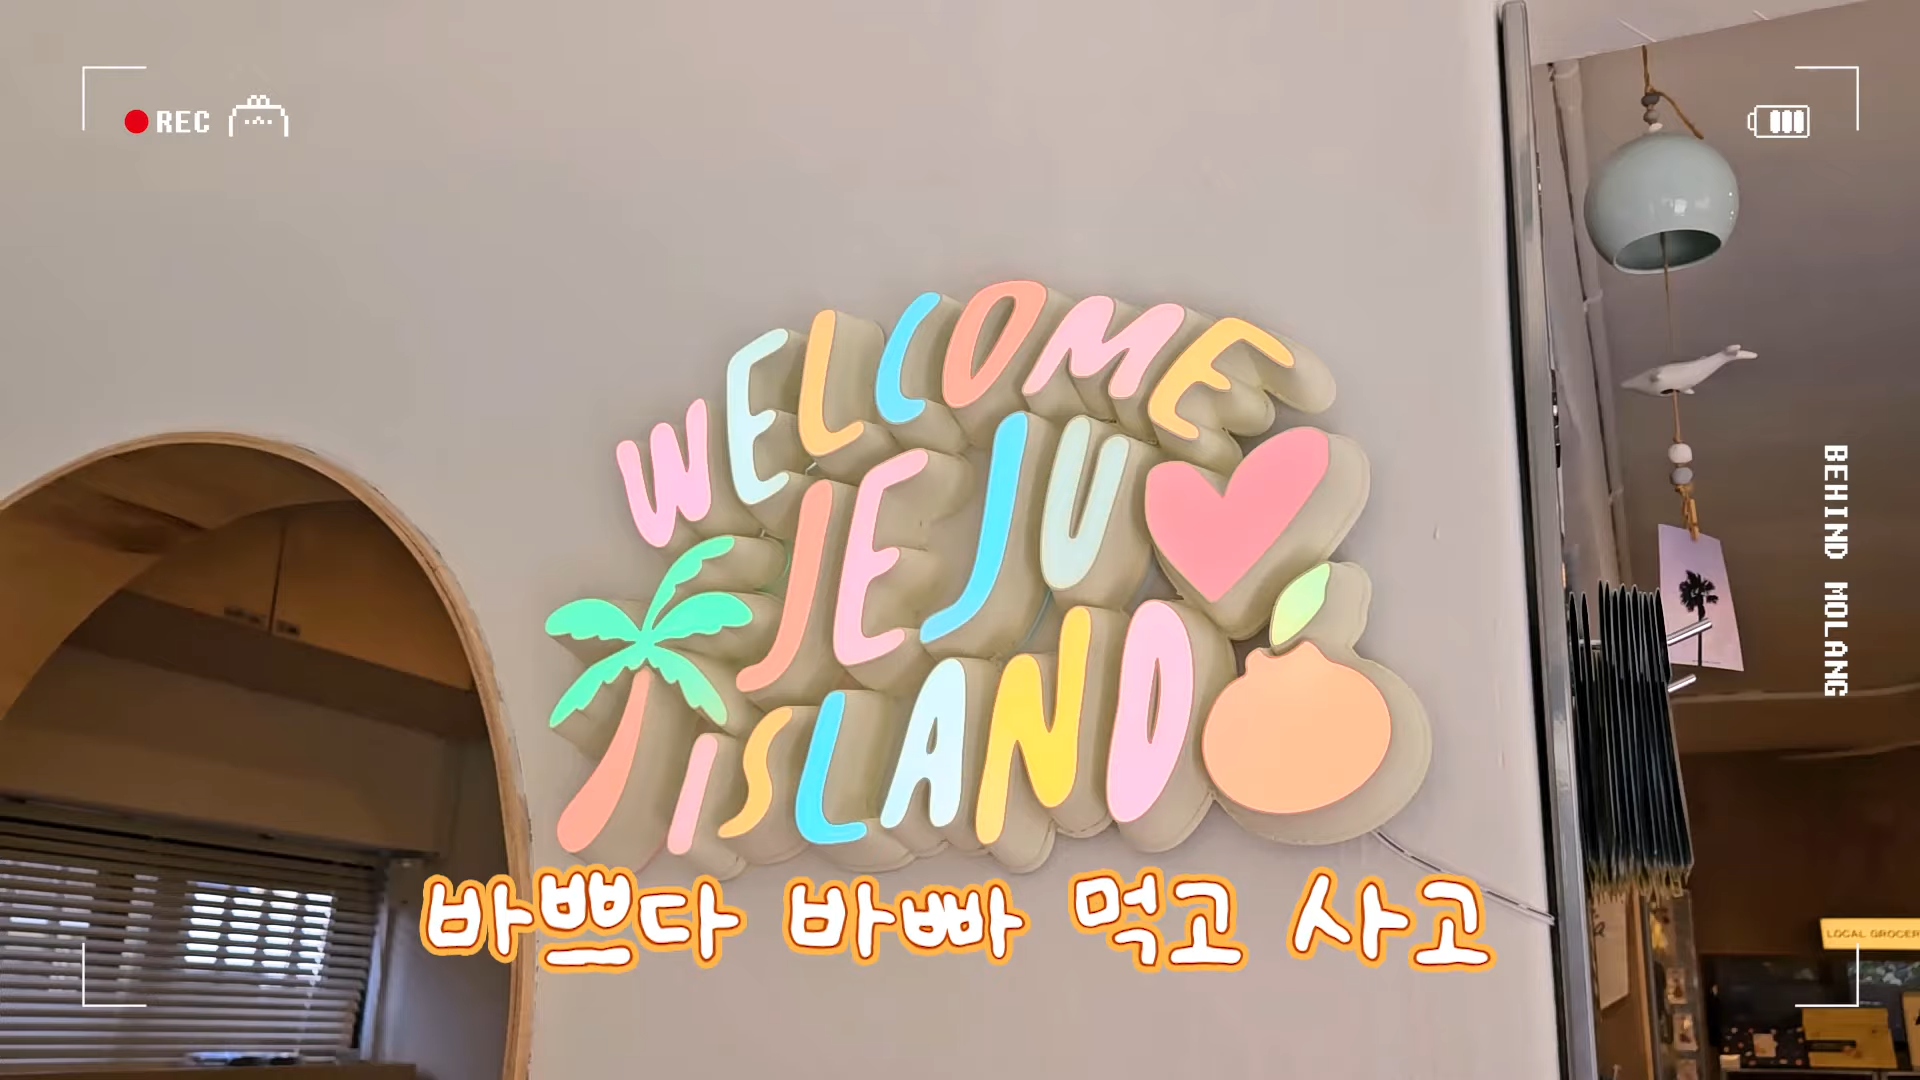 REC
WELCOME
JEJU
ISLAND
BEHIND MOLANG
LOCAL GROCER
바쁘다 바빠 먹고 사고